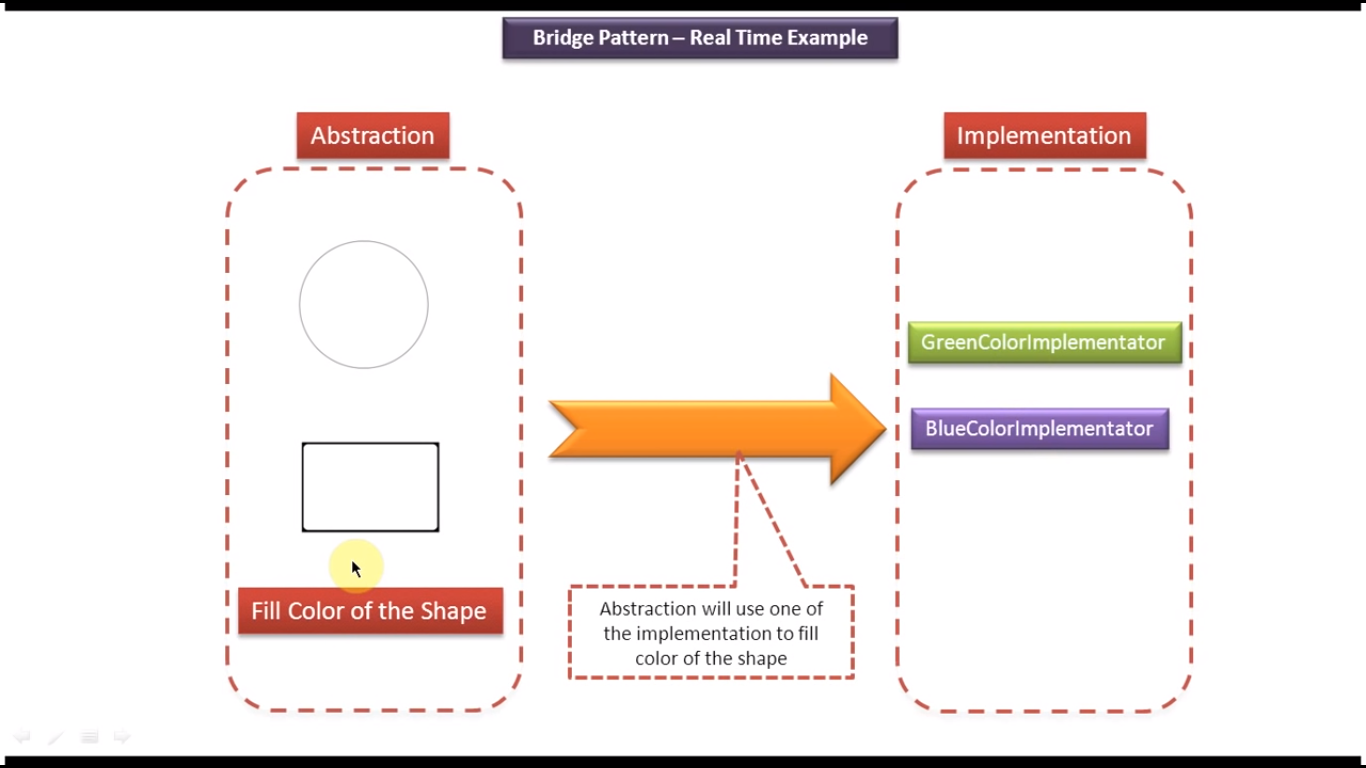 Bridge Pattern – Real Time Example
Abstraction
Implementation
GreenColorImplementator
BlueColorImplementator
Fill Color of the Shape
Abstraction will use one of
the implementation to fill
color of the shape